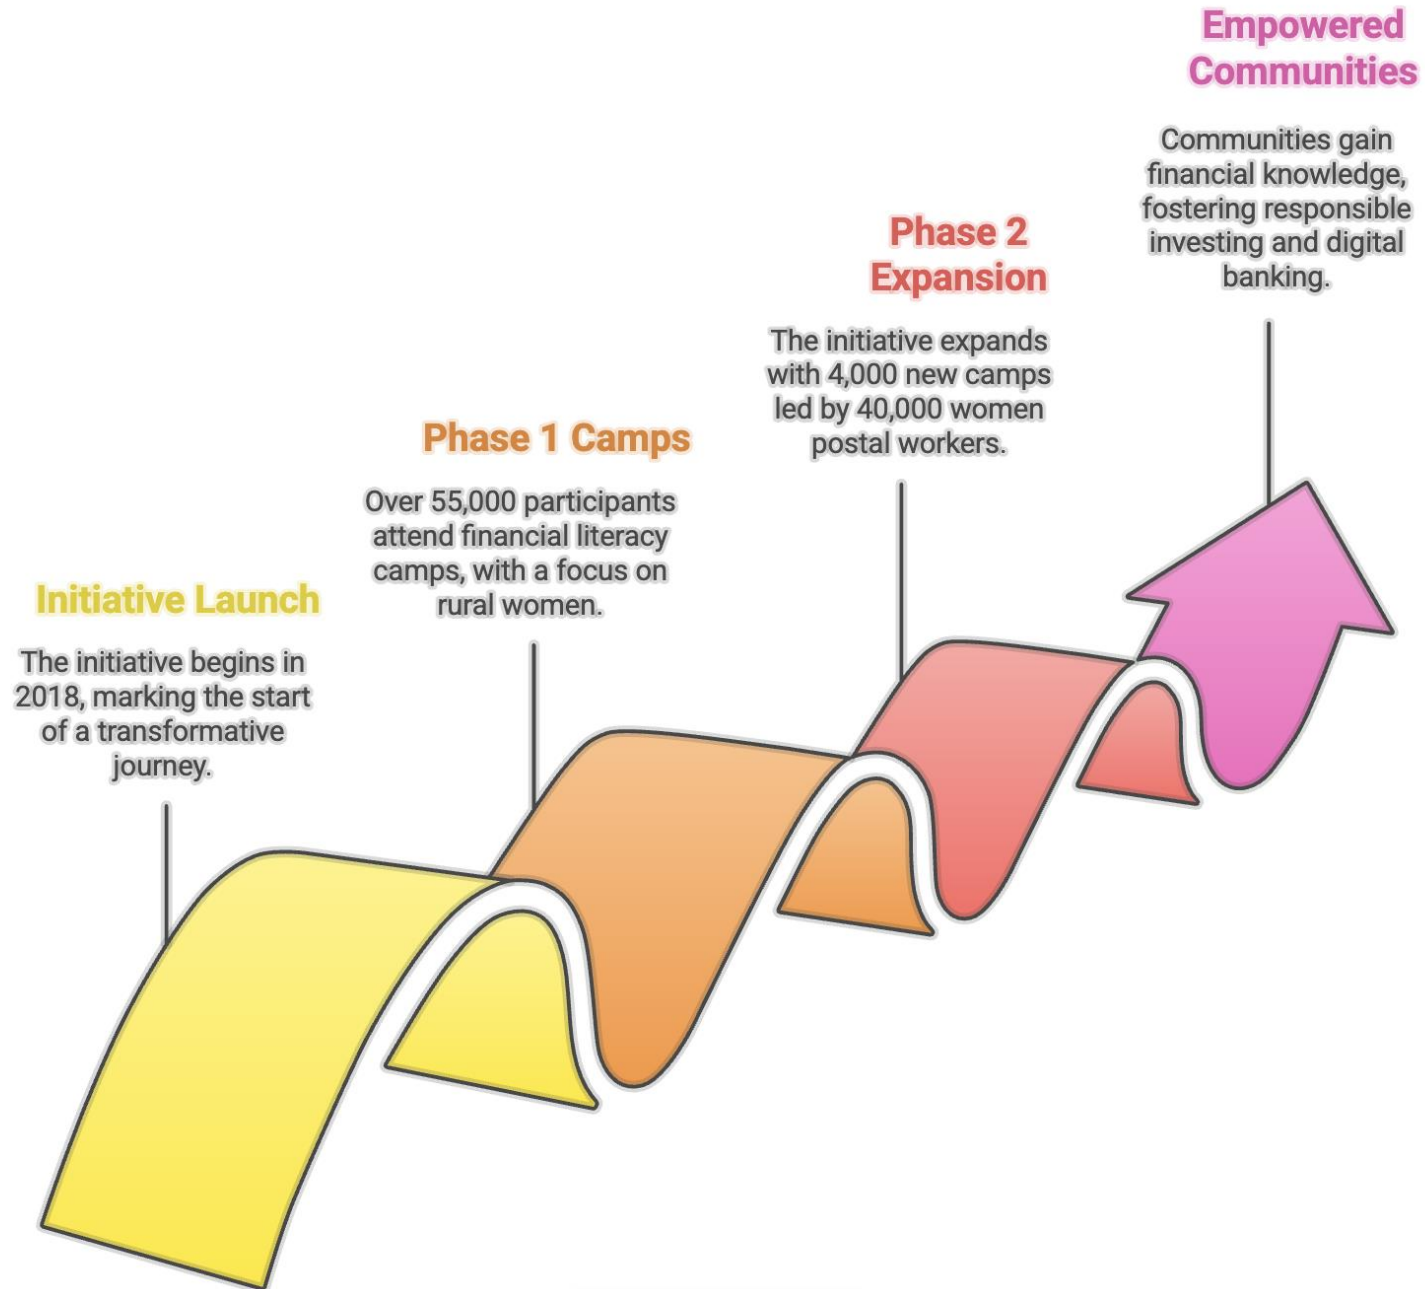 Initiative Launch
The initiative begins in
2018, marking the start
of a transformative
journey.
Phase 1 Camps
Over 55,000 participants
attend financial literacy
camps, with a focus on
rural women.
Phase 2
Expansion
The initiative expands
with 4,000 new camps
led by 40,000 women
postal workers.
Empowered
Communities
Communities gain
financial knowledge,
fostering responsible
investing and digital
banking.